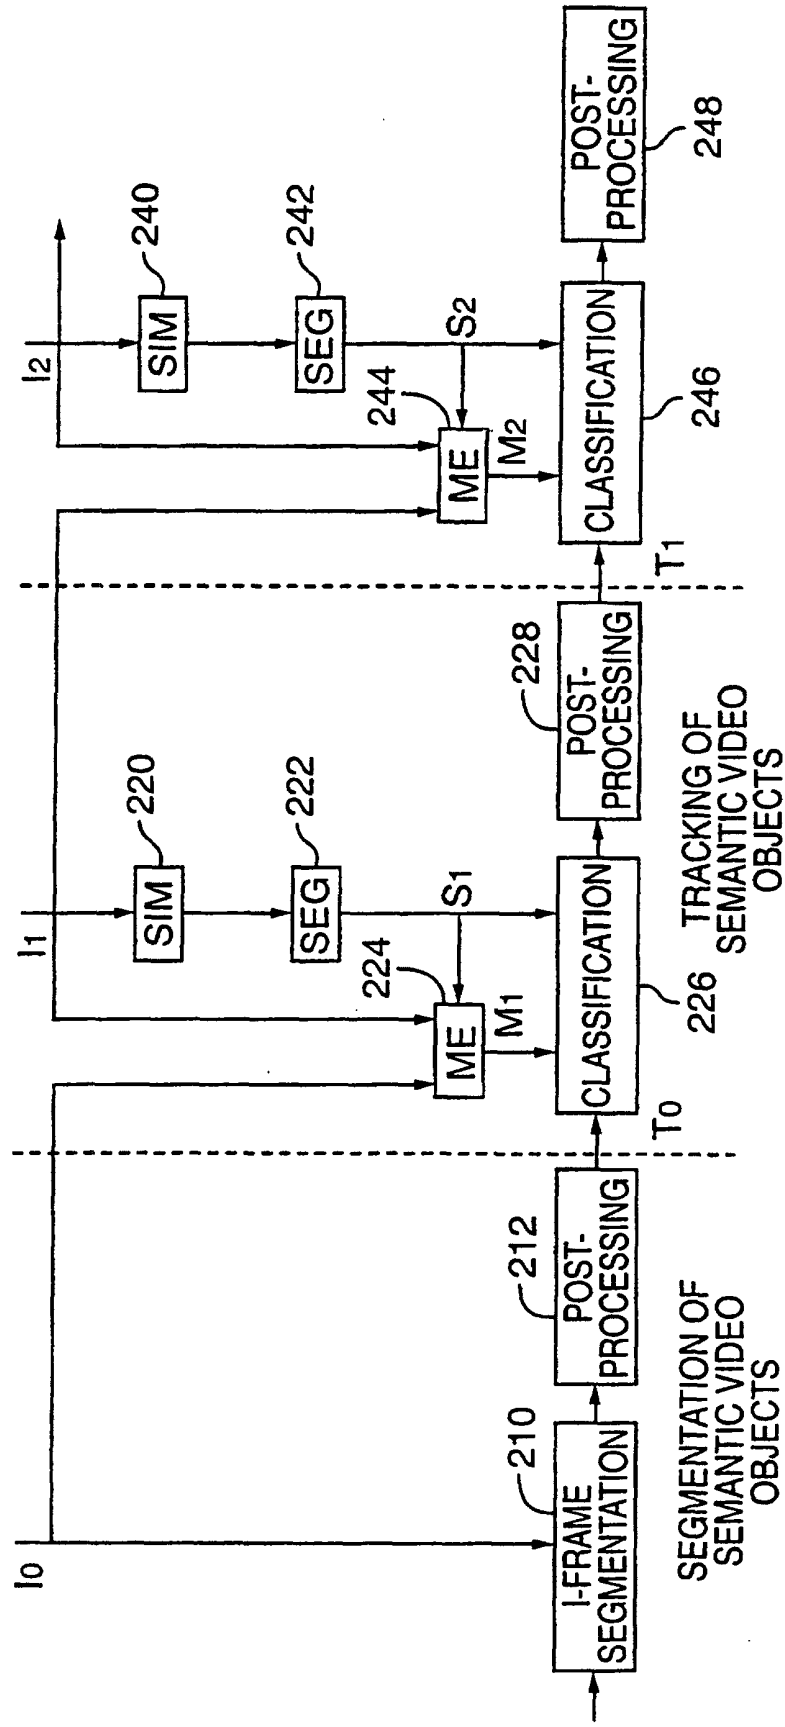 I0
I1
I2
SIM
220
SIM
240
SEG
222
SEG
242
S1
S2
224
ME
M1
244
ME
M2
210
I-FRAME
SEGMENTATION
212
POST-
PROCESSING
T0
CLASSIFICATION
226
228
POST-
PROCESSING
T1
CLASSIFICATION
246
POST-
PROCESSING
248
SEGMENTATION OF
SEMANTIC VIDEO
OBJECTS
TRACKING OF
SEMANTIC VIDEO
OBJECTS